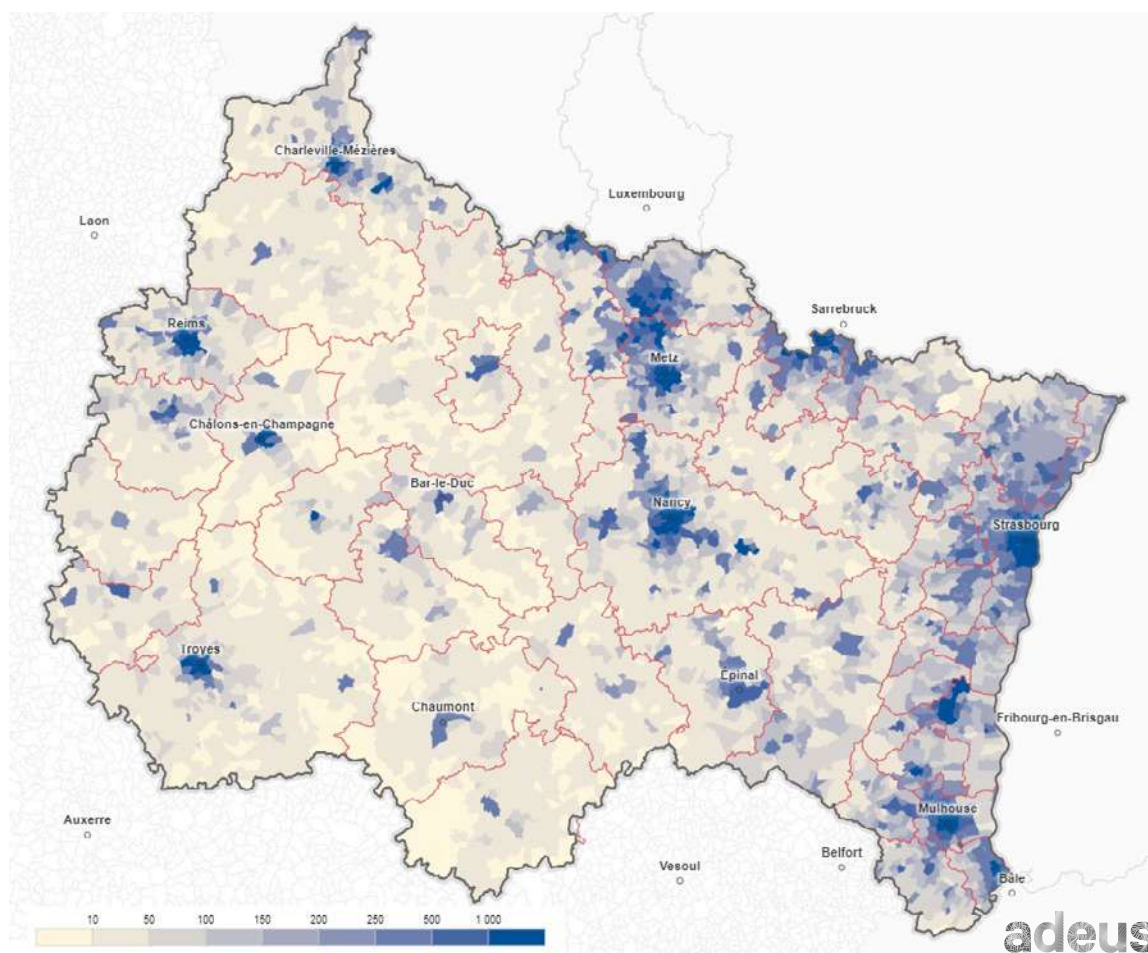 Charleville-Mézières
Luxembourg
Laon
Sarrebruck
Reims
Metz
Châlons-en-Champagne
Bar-le-Duc
Nancy
Strasbourg
Troyes
Epinal
Chaumont
Fribourg-en-Brisgau
Mulhouse
Auxerre
Belfort
Vesoul
Bâle
10 50 100 150 200 250 500 1 000
adeus